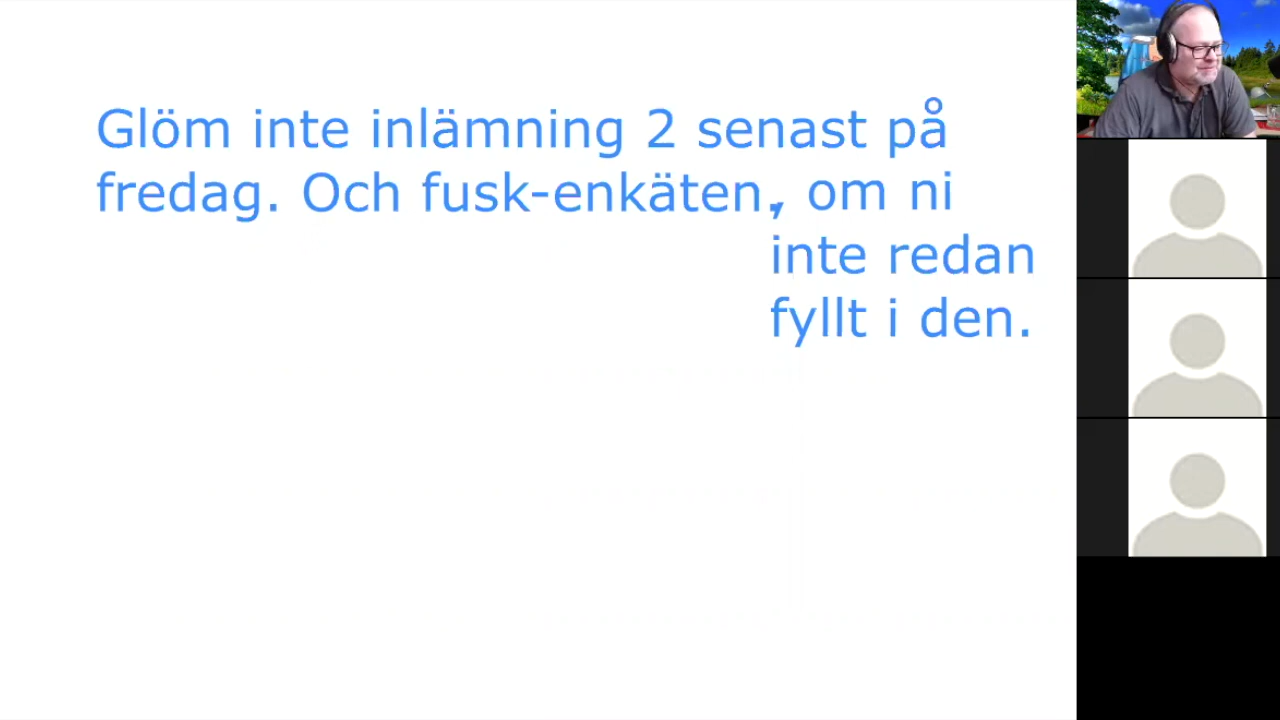 Glöm inte inlämning 2 senast på
fredag. Och fusk-enkäten, om ni
inte redan
fyllt i den.